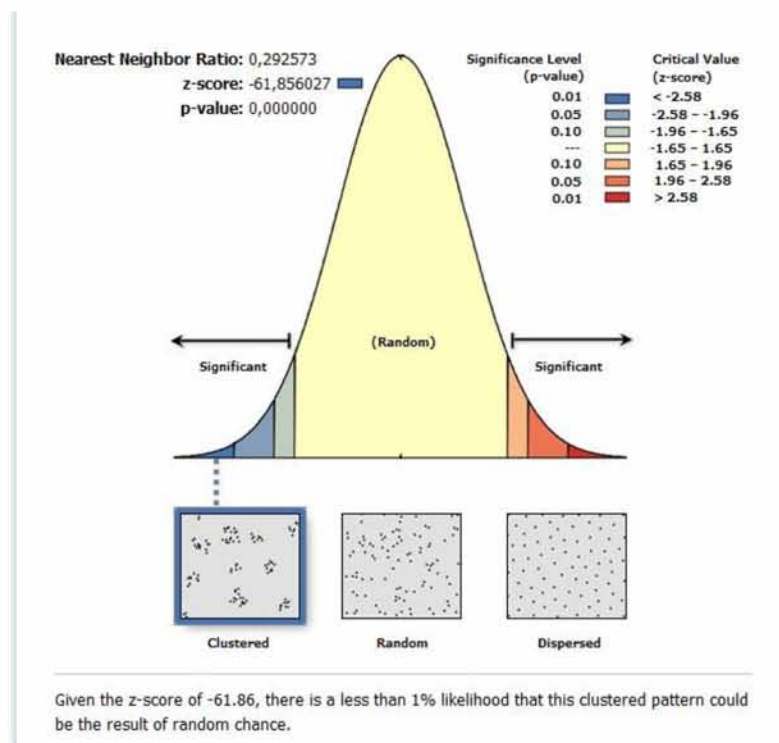 Nearest Neighbor Ratio: 0,292573
z-score: -61,856027
p-value: 0,000000
Significance Level
(p-value)
Critical Value
(z-score)
0.01 < -2.58
0.05 -2.58 – -1.96
0.10 -1.96 – -1.65
--- -1.65 – 1.65
0.10 1.65 – 1.96
0.05 1.96 – 2.58
0.01 > 2.58
Significant
(Random)
Significant
Clustered
Random
Dispersed
Given the z-score of -61.86, there is a less than 1% likelihood that this clustered pattern could
be the result of random chance.